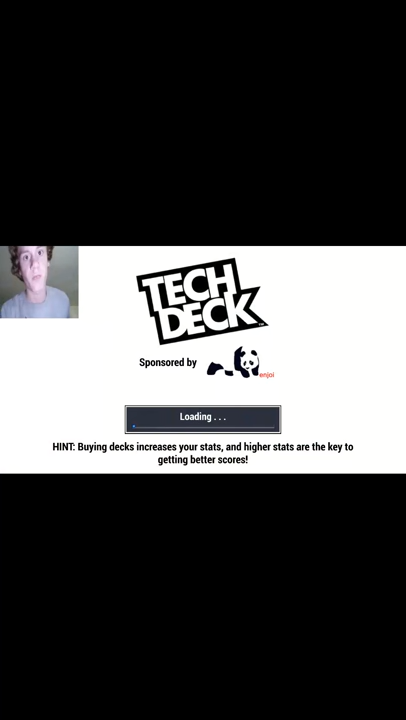 TECH
DECK
Sponsored by
enjoi
Loading . . .
HINT: Buying decks increases your stats, and higher stats are the key to
getting better scores!